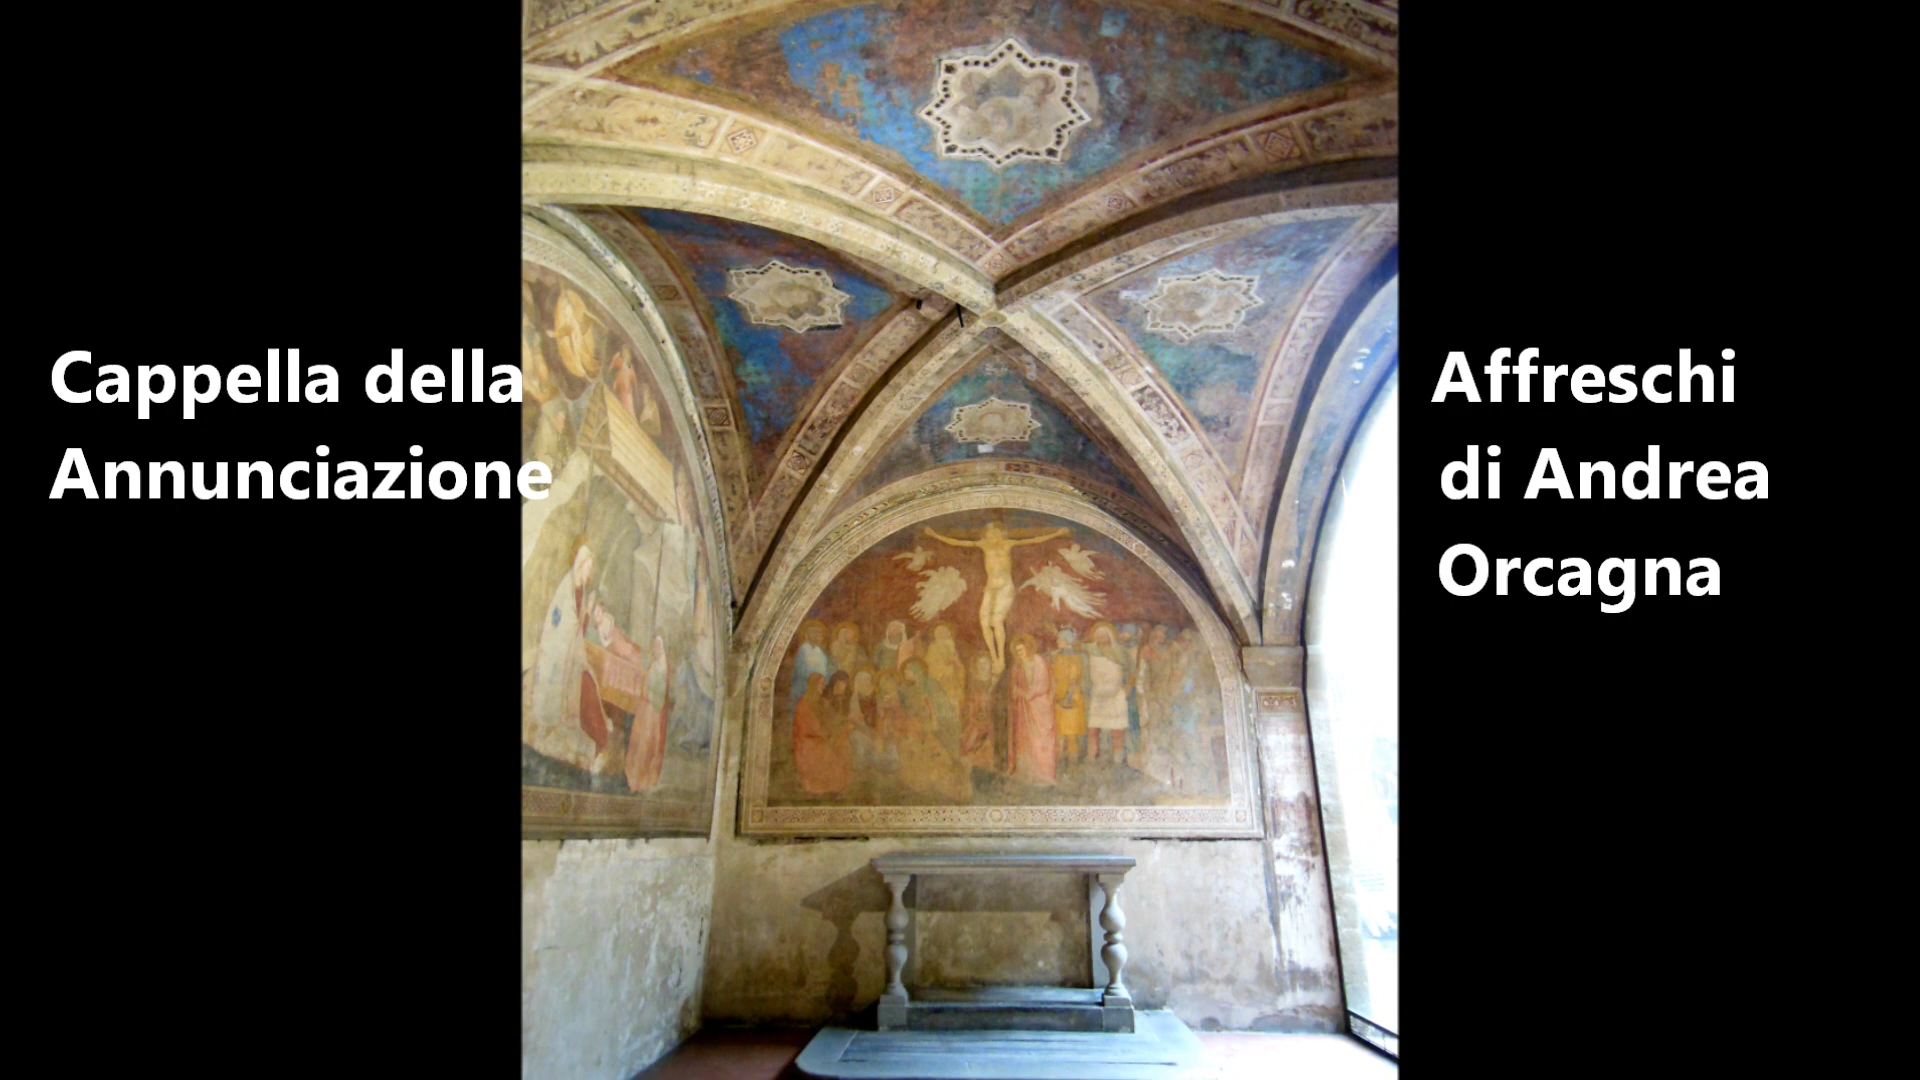 Cappella della
Annunciazione
Affreschi
di Andrea
Orcagna